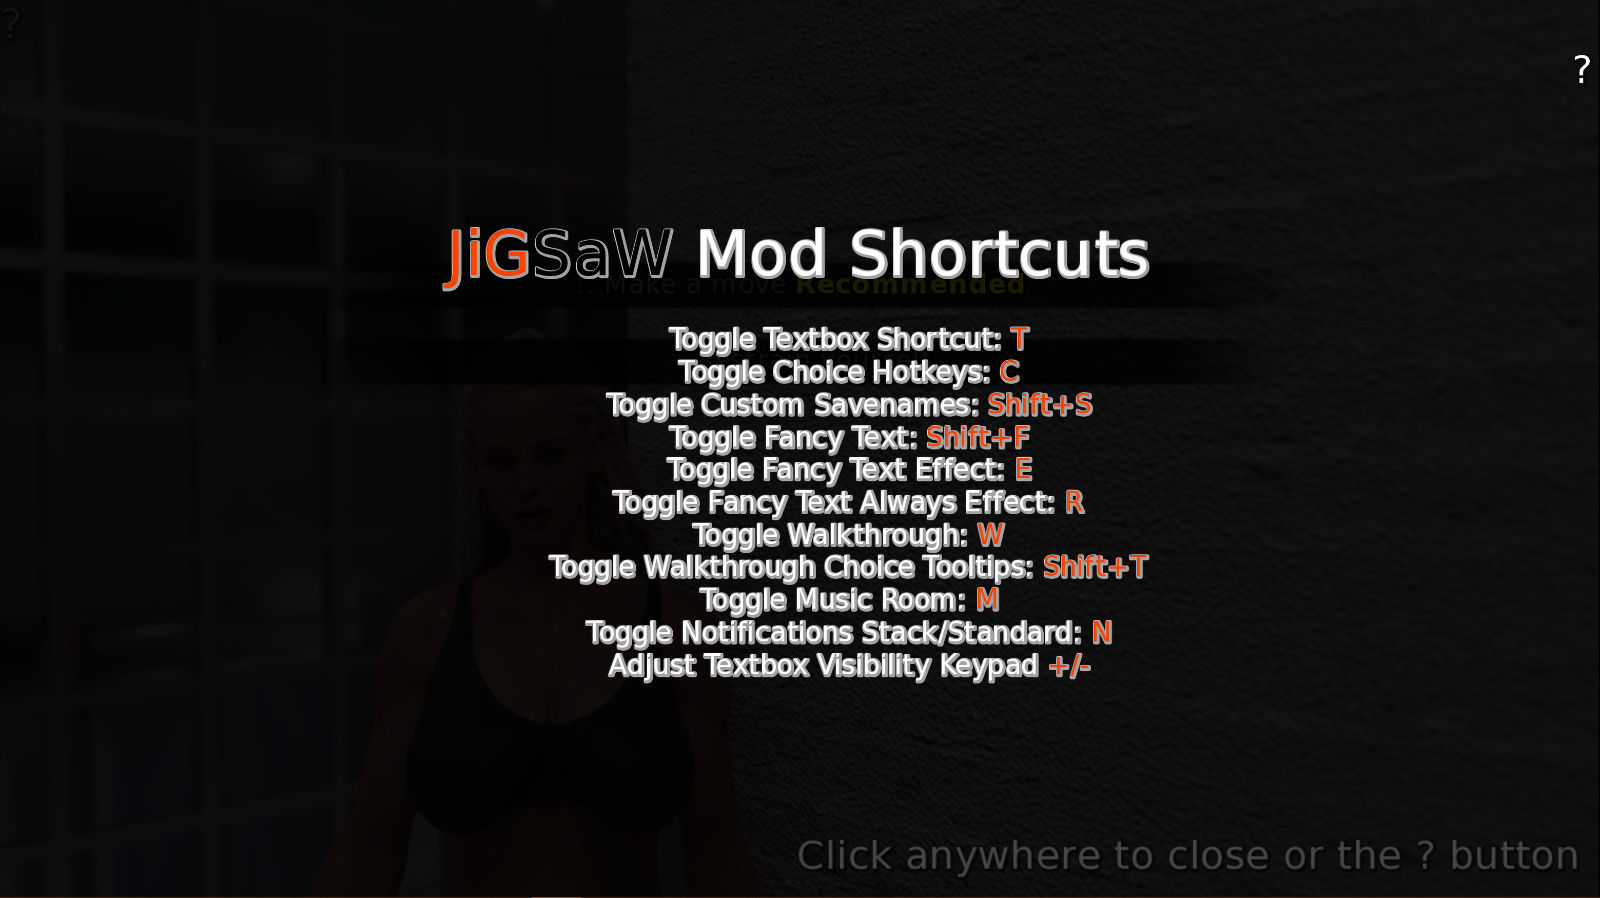 ?
?
JiGSaW Mod Shortcuts
1. Make a move Recommended
Toggle Textbox Shortcut: T
Toggle Choice Hotkeys: C
Toggle Custom Savenames: Shift+S
Toggle Fancy Text: Shift+F
Toggle Fancy Text Effect: E
Toggle Fancy Text Always Effect: R
Toggle Walkthrough: W
Toggle Walkthrough Choice Tooltips: Shift+T
Toggle Music Room: M
Toggle Notifications Stack/Standard: N
Adjust Textbox Visibility Keypad +/-
Click anywhere to close or the ? button